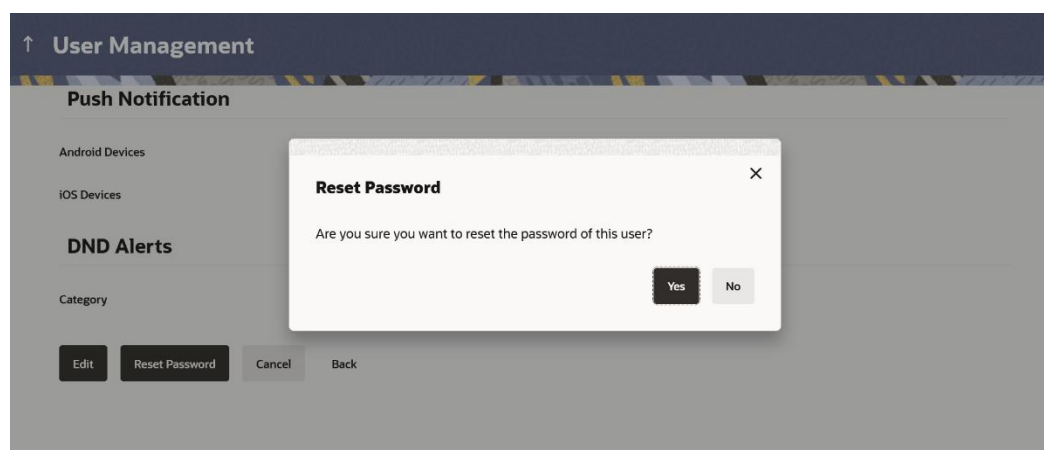 ↑ User Management
Push Notification
Android Devices
iOS Devices
DND Alerts
Category
Edit Reset Password Cancel Back
Reset Password ×
Are you sure you want to reset the password of this user?
Yes No